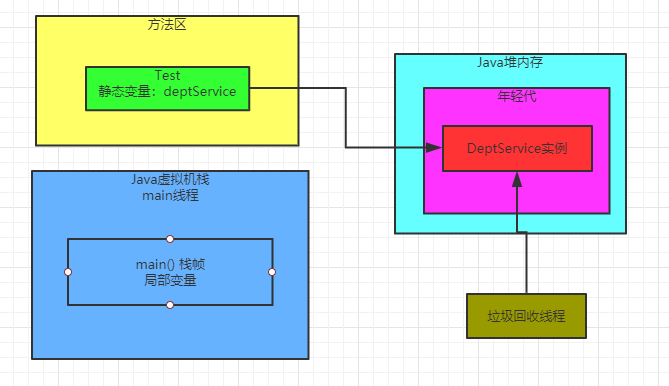 方法区
Test
静态变量：deptService
Java堆内存
年轻代
DeptService实例
Java虚拟机栈
main线程
main() 栈帧
局部变量
垃圾回收线程